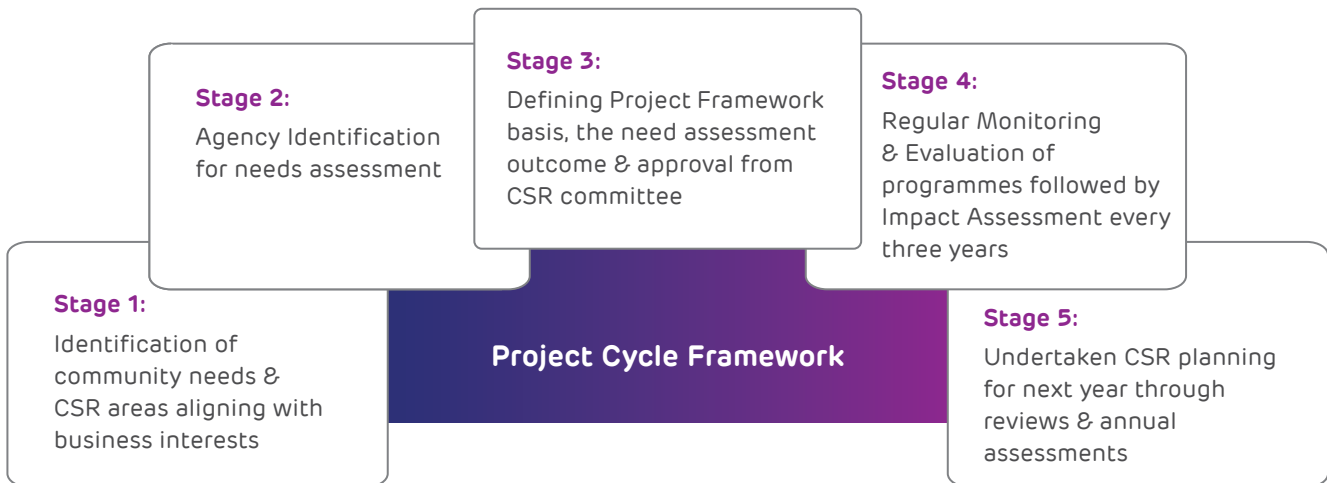 Stage 1:
Identification of
community needs &
CSR areas aligning with
business interests
Stage 2:
Agency Identification
for needs assessment
Stage 3:
Defining Project Framework
basis, the need assessment
outcome & approval from
CSR committee
Stage 4:
Regular Monitoring
& Evaluation of
programmes followed by
Impact Assessment every
three years
Stage 5:
Undertaken CSR planning
for next year through
reviews & annual
assessments
Project Cycle Framework